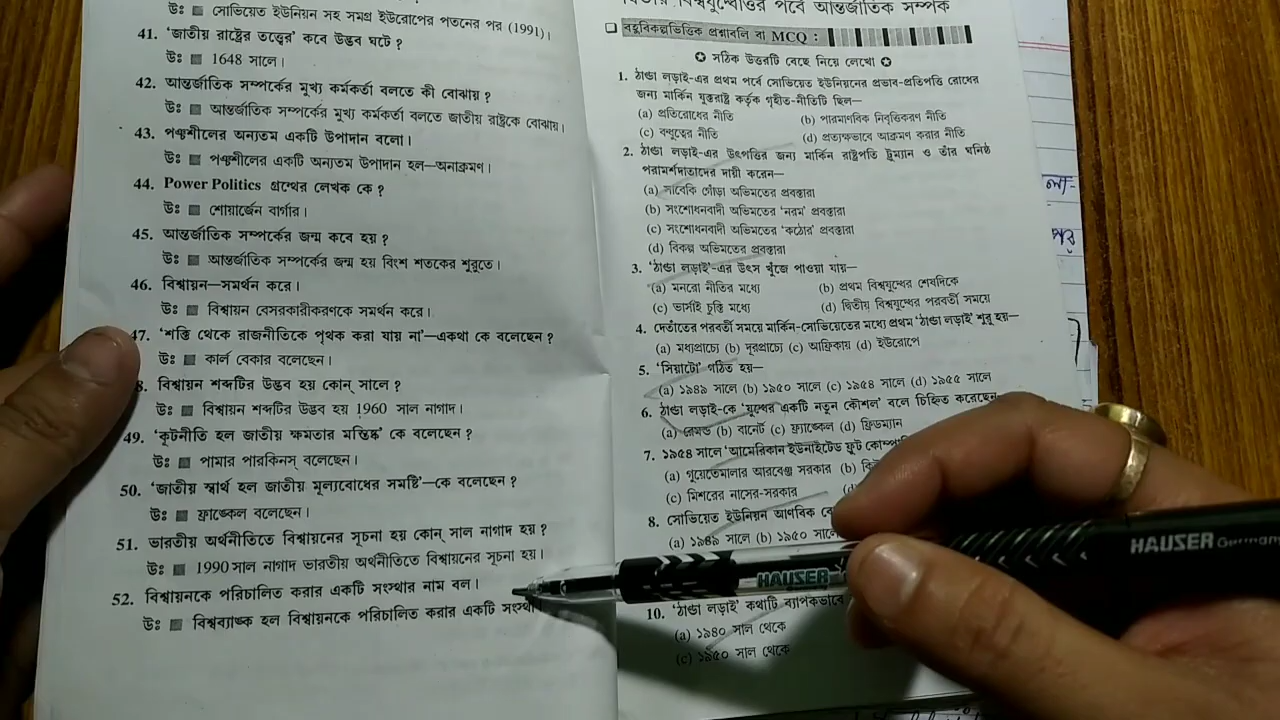 উঃ ■ সোভিয়েত ইউনিয়ন সহ সমগ্র ইউরোপের পতনের পর (1991)।
41. ‘জাতীয় রাষ্ট্রের তত্ত্বের’ কবে উদ্ভব ঘটে ?
উঃ ■ 1648 সালে।
42. আন্তর্জাতিক সম্পর্কের মুখ্য কর্মকর্তা বলতে কী বোঝায় ?
উঃ ■ আন্তর্জাতিক সম্পর্কের মুখ্য কর্মকর্তা বলতে জাতীয় রাষ্ট্রকে বোঝায়।
43. পঞ্চশীলের অন্যতম একটি উপাদান বলো।
উঃ ■ পঞ্চশীলের একটি অন্যতম উপাদান হল—অনাক্রমণ।
44. Power Politics গ্রন্থের লেখক কে ?
উঃ ■ শোয়ার্জেন বার্গার।
45. আন্তর্জাতিক সম্পর্কের জন্ম কবে হয় ?
উঃ ■ আন্তর্জাতিক সম্পর্কের জন্ম হয় বিংশ শতকের শুরুতে।
46. বিশ্বায়ন—সমর্থন করে।
উঃ ■ বিশ্বায়ন বেসরকারীকরণকে সমর্থন করে।
47. ‘শক্তি থেকে রাজনীতিকে পৃথক করা যায় না’—একথা কে বলেছেন ?
উঃ ■ কার্ল বেকার বলেছেন।
8. বিশ্বায়ন শব্দটির উদ্ভব হয় কোন্ সালে ?
উঃ ■ বিশ্বায়ন শব্দটির উদ্ভব হয় 1960 সাল নাগাদ।
49. ‘কূটনীতি হল জাতীয় ক্ষমতার মস্তিষ্ক’ কে বলেছেন ?
উঃ ■ পামার পারকিনস্ বলেছেন।
50. ‘জাতীয় স্বার্থ হল জাতীয় মূল্যবোধের সমষ্টি’—কে বলেছেন ?
উঃ ■ ফ্রাঙ্কেল বলেছেন।
51. ভারতীয় অর্থনীতিতে বিশ্বায়নের সূচনা হয় কোন্ সাল নাগাদ হয় ?
উঃ ■ 1990 সাল নাগাদ ভারতীয় অর্থনীতিতে বিশ্বায়নের সূচনা হয়।
52. বিশ্বায়নকে পরিচালিত করার একটি সংস্থার নাম বল।
উঃ ■ বিশ্বব্যাঙ্ক হল বিশ্বায়নকে পরিচালিত করার একটি সংস্থা।
বিশ্বযুদ্ধোত্তর পর্বে আন্তর্জাতিক সম্পর্ক
❑ বহুবিকল্পভিত্তিক প্রশ্নাবলি বা MCQ :
✪ সঠিক উত্তরটি বেছে নিয়ে লেখো ✪
1. ঠাণ্ডা লড়াই-এর প্রথম পর্বে সোভিয়েত ইউনিয়নের প্রভাব-প্রতিপত্তি রোধের
জন্য মার্কিন যুক্তরাষ্ট্র কর্তৃক গৃহীত-নীতিটি ছিল—
(a) প্রতিরোধের নীতি (b) পারমাণবিক নিবৃত্তিকরণ নীতি
(c) বন্ধুত্বের নীতি (d) প্রত্যক্ষভাবে আক্রমণ করার নীতি
2. ঠাণ্ডা লড়াই-এর উৎপত্তির জন্য মার্কিন রাষ্ট্রপতি ট্রুম্যান ও তাঁর ঘনিষ্ঠ
পরামর্শদাতাদের দায়ী করেন—
(a) সাবেকি গোঁড়া অভিমতের প্রবক্তারা
(b) সংশোধনবাদী অভিমতের ‘নরম’ প্রবক্তারা
(c) সংশোধনবাদী অভিমতের ‘কঠোর’ প্রবক্তারা
(d) বিকল্প অভিমতের প্রবক্তারা
3. ‘ঠাণ্ডা লড়াই’-এর উৎস খুঁজে পাওয়া যায়—
(a) মনরো নীতির মধ্যে (b) প্রথম বিশ্বযুদ্ধের শেষদিকে
(c) ভার্সাই চুক্তি মধ্যে (d) দ্বিতীয় বিশ্বযুদ্ধের পরবর্তী সময়ে
4. দেতাঁতের পরবর্তী সময়ে মার্কিন-সোভিয়েতের মধ্যে প্রথম ‘ঠাণ্ডা লড়াই’ শুরু হয়—
(a) মধ্যপ্রাচ্যে (b) দূরপ্রাচ্যে (c) আফ্রিকায় (d) ইউরোপে
5. ‘সিয়াটো’ গঠিত হয়—
(a) ১৯৪৯ সালে (b) ১৯৫০ সালে (c) ১৯৫৪ সালে (d) ১৯৫৫ সালে
6. ঠাণ্ডা লড়াই-কে ‘যুদ্ধের একটি নতুন কৌশল’ বলে চিহ্নিত করেছেন
(a) রেমন্ড (b) বার্নেট (c) ফ্র্যাঙ্কেল (d) ফ্রিডম্যান
7. ১৯৫৪ সালে ‘আমেরিকান ইউনাইটেড ফ্রুট
(a) গুয়েতেমালার আরবেঞ্জ সরকার (b)
(c) মিশরের নাসের-সরকার
8. সোভিয়েত ইউনিয়ন আণবিক
(a) ১৯৪৯ সালে (b) ১৯৫০ সালে
10. ‘ঠাণ্ডা লড়াই’ কথাটি ব্যাপকভাবে
(a) ১৯৪০ সাল থেকে
(c) ১৯৫০ সাল থেকে
HAUSER Germany
HAUSER